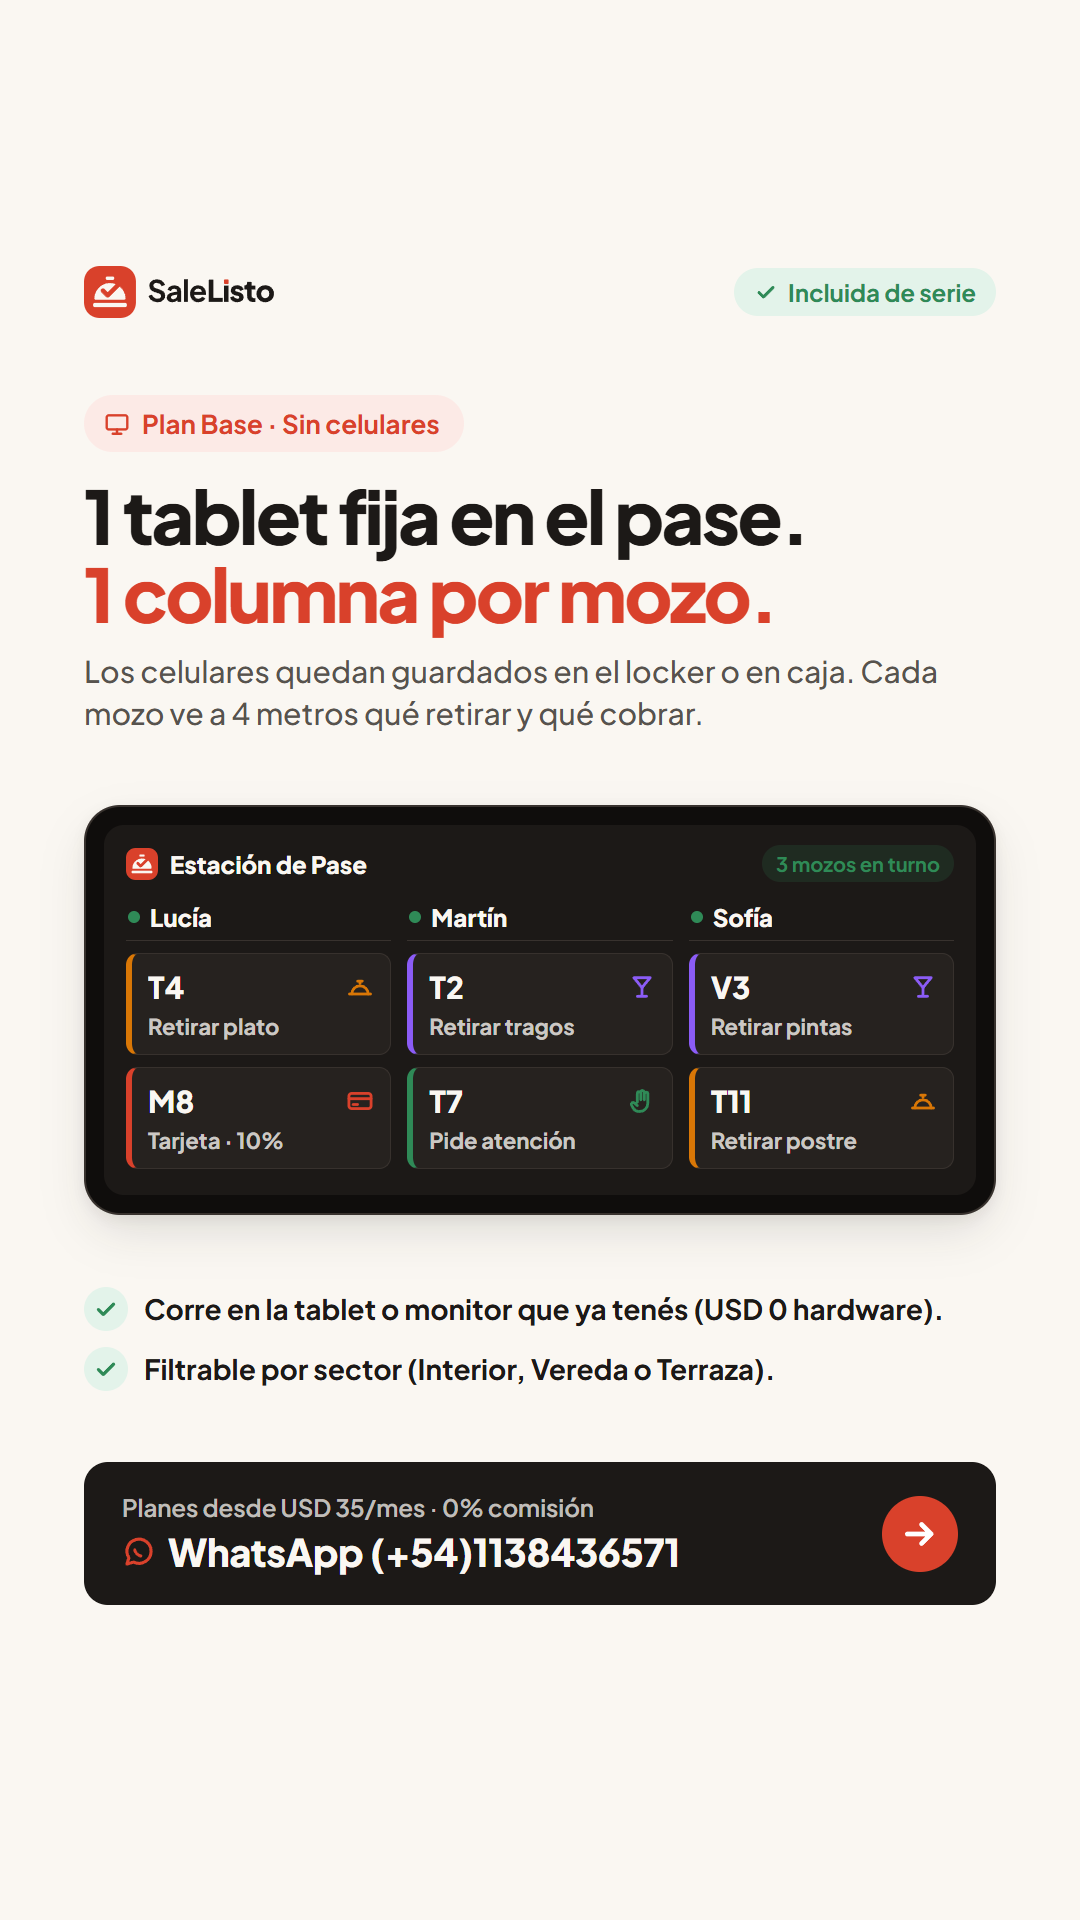 SaleListo
Incluida de serie
Plan Base · Sin celulares
1 tablet fija en el pase.
1 columna por mozo.
Los celulares quedan guardados en el locker o en caja. Cada
mozo ve a 4 metros qué retirar y qué cobrar.
Estación de Pase
3 mozos en turno
Lucía
Martín
Sofía
T4
Retirar plato
T2
Retirar tragos
V3
Retirar pintas
M8
Tarjeta · 10%
T7
Pide atención
T11
Retirar postre
Corre en la tablet o monitor que ya tenés (USD 0 hardware).
Filtrable por sector (Interior, Vereda o Terraza).
Planes desde USD 35/mes · 0% comisión
WhatsApp (+54)1138436571